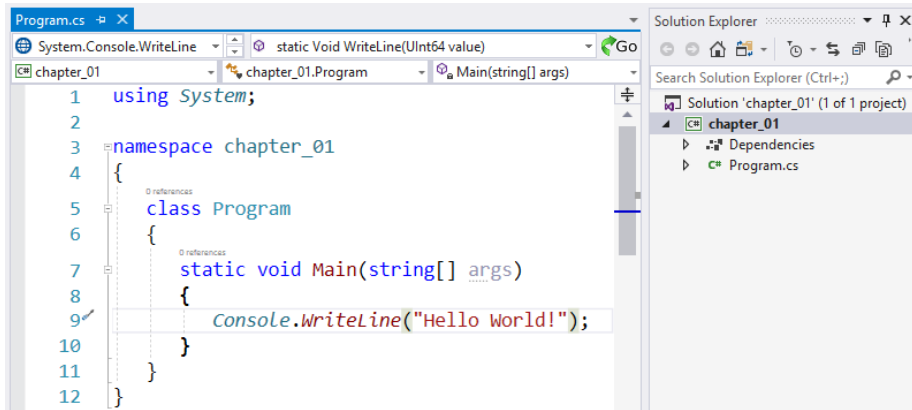 Program.cs
System.Console.WriteLine static Void WriteLine(UInt64 value) Go
C# chapter_01 chapter_01.Program Main(string[] args)
1 using System;
2
3 namespace chapter_01
4 {
0 references
5 class Program
6 {
0 references
7 static void Main(string[] args)
8 {
9 Console.WriteLine("Hello World!");
10 }
11 }
12 }
Solution Explorer
Search Solution Explorer (Ctrl+;)
Solution 'chapter_01' (1 of 1 project)
C# chapter_01
Dependencies
C# Program.cs